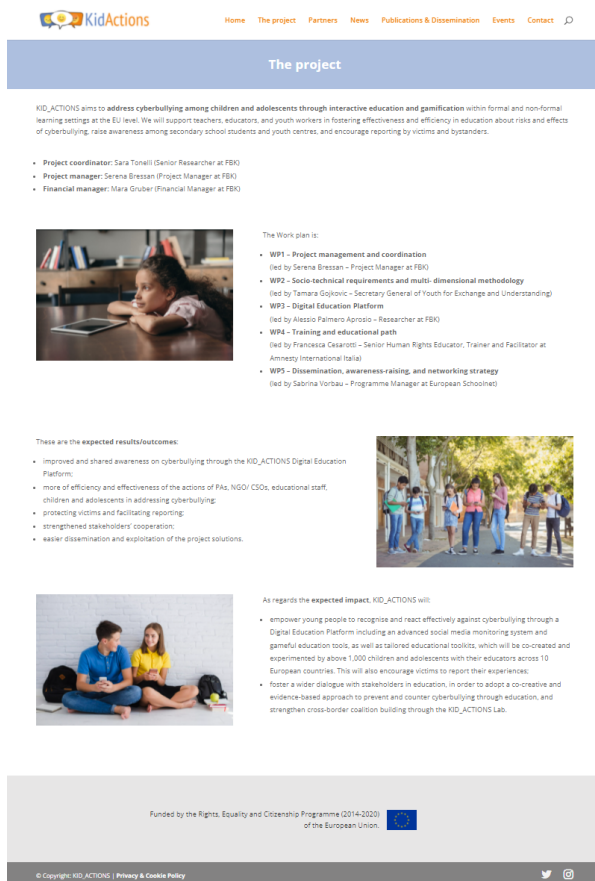 KidActions
Home The project Partners News Publications & Dissemination Events Contact
The project
KID_ACTIONS aims to address cyberbullying among children and adolescents through interactive education and gamification within formal and non-formal
learning settings at the EU level. We will support teachers, educators, and youth workers in fostering effectiveness and efficiency in education about risks and effects
of cyberbullying, raise awareness among secondary school students and youth centres, and encourage reporting by victims and bystanders.
• Project coordinator: Sara Tonelli (Senior Researcher at FBK)
• Project manager: Serena Bressan (Project Manager at FBK)
• Financial manager: Mara Gruber (Financial Manager at FBK)
The Work plan is:
• WP1 – Project management and coordination
(led by Serena Bressan – Project Manager at FBK)
• WP2 – Socio-technical requirements and multi- dimensional methodology
(led by Tamara Gojkovic – Secretary General of Youth for Exchange and Understanding)
• WP3 – Digital Education Platform
(led by Alessio Palmero Aprosio – Researcher at FBK)
• WP4 – Training and educational path
(led by Francesca Cesarotti – Senior Human Rights Educator, Trainer and Facilitator at
Amnesty International Italia)
• WP5 – Dissemination, awareness-raising, and networking strategy
(led by Sabrina Vorbau – Programme Manager at European Schoolnet)
These are the expected results/outcomes:
• improved and shared awareness on cyberbullying through the KID_ACTIONS Digital Education
Platform;
• more of efficiency and effectiveness of the actions of PAs, NGO/ CSOs, educational staff,
children and adolescents in addressing cyberbullying;
• protecting victims and facilitating reporting;
• strengthened stakeholders' cooperation;
• easier dissemination and exploitation of the project solutions.
As regards the expected impact, KID_ACTIONS will:
• empower young people to recognise and react effectively against cyberbullying through a
Digital Education Platform including an advanced social media monitoring system and
gameful education tools, as well as tailored educational toolkits, which will be co-created and
experimented by above 1,000 children and adolescents with their educators across 10
European countries. This will also encourage victims to report their experiences;
• foster a wider dialogue with stakeholders in education, in order to adopt a co-creative and
evidence-based approach to prevent and counter cyberbullying through education, and
strengthen cross-border coalition building through the KID_ACTIONS Lab.
Funded by the Rights, Equality and Citizenship Programme (2014-2020)
of the European Union.
© Copyright: KID_ACTIONS | Privacy & Cookie Policy